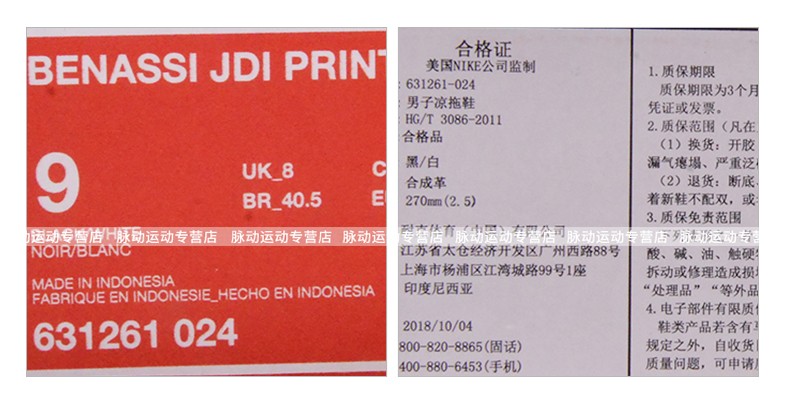 BENASSI JDI PRINT
9
UK_8
BR_40.5
脉动运动专营店 脉动运动专营店 脉动运动专营店
NOIR/BLANC
MADE IN INDONESIA
FABRIQUE EN INDONESIE_HECHO EN INDONESIA
631261 024
合格证
美国NIKE公司监制
: 631261-024
: 男子凉拖鞋
: HG/T 3086-2011
合格品
黑/白
合成革
270mm(2.5)
脉动运动专营店 脉动运动专营店 脉动运动专营店
江苏省太仓经济开发区广州西路88号
上海市杨浦区江湾城路99号1座
印度尼西亚
2018/10/04
800-820-8865(固话)
400-880-6453(手机)
1.质保期限
质保期限为3个月
凭证或发票。
2.质保范围（凡在
（1）换货：开胶
漏气瘪塌、严重泛
（2）退货：断底、
着新鞋不配双，或
3.质保免责范围
酸、碱、油、触硬
拆动或修理造成损
“处理品”“等外品
4.电子部件有限质
鞋类产品若含有
规定之外，自收货
质量问题，可申请